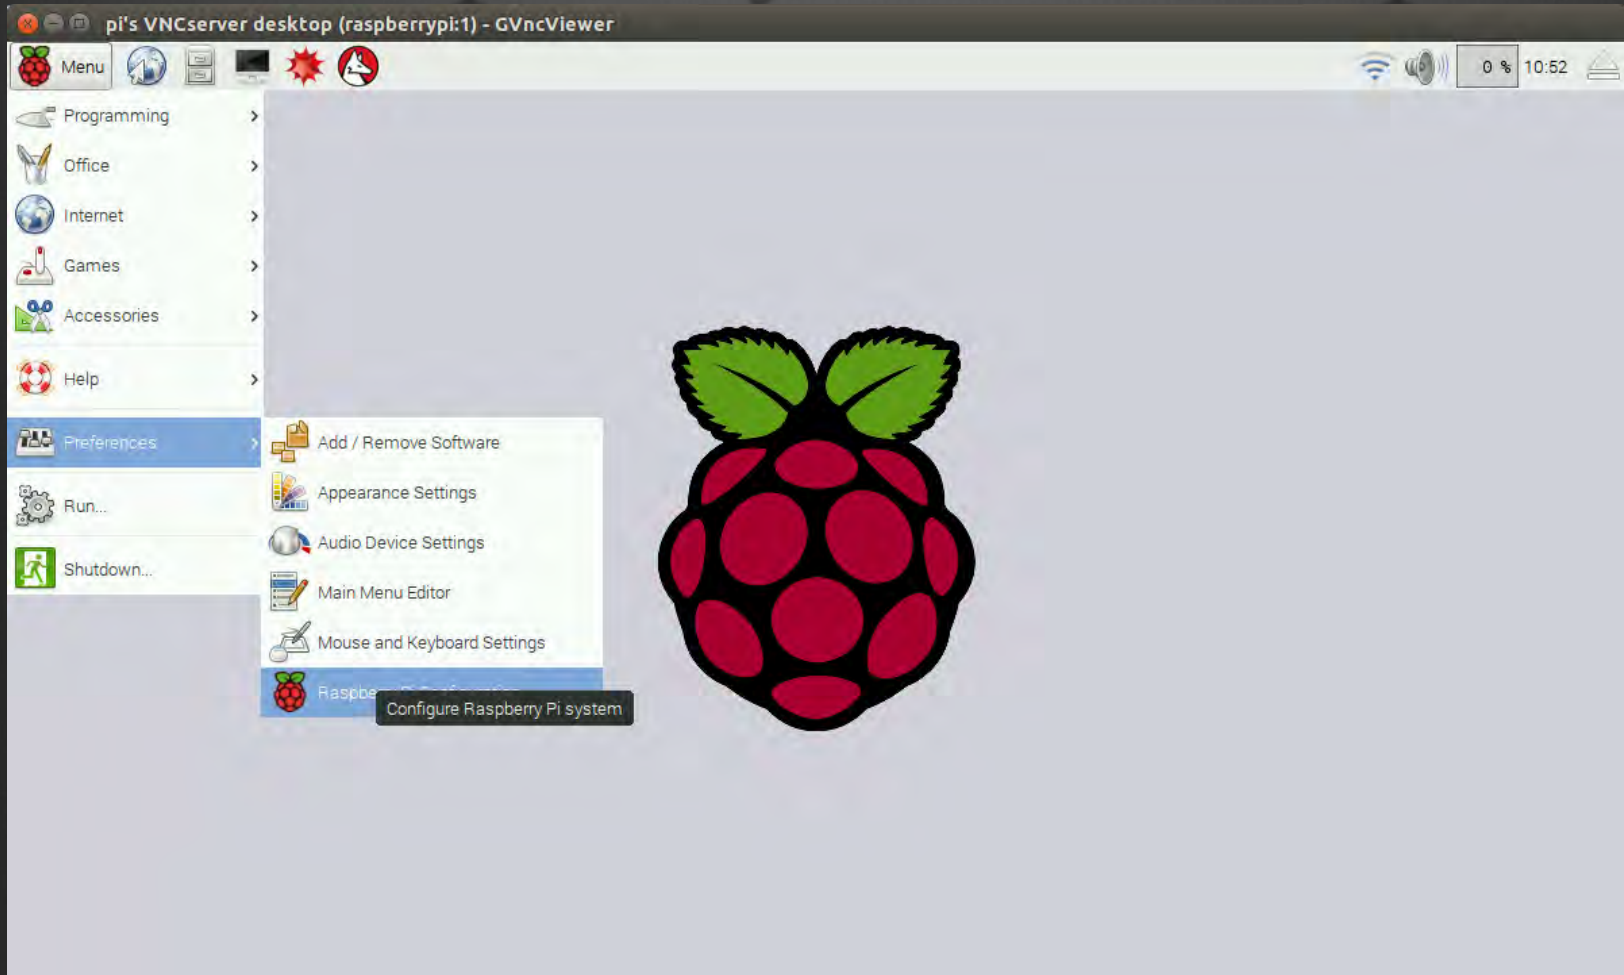 pi's VNCserver desktop (raspberrypi:1) - GVncViewer
Menu
0 %
10:52
Programming
Office
Internet
Games
Accessories
Help
Preferences
Run...
Shutdown...
Add / Remove Software
Appearance Settings
Audio Device Settings
Main Menu Editor
Mouse and Keyboard Settings
Configure Raspberry Pi system